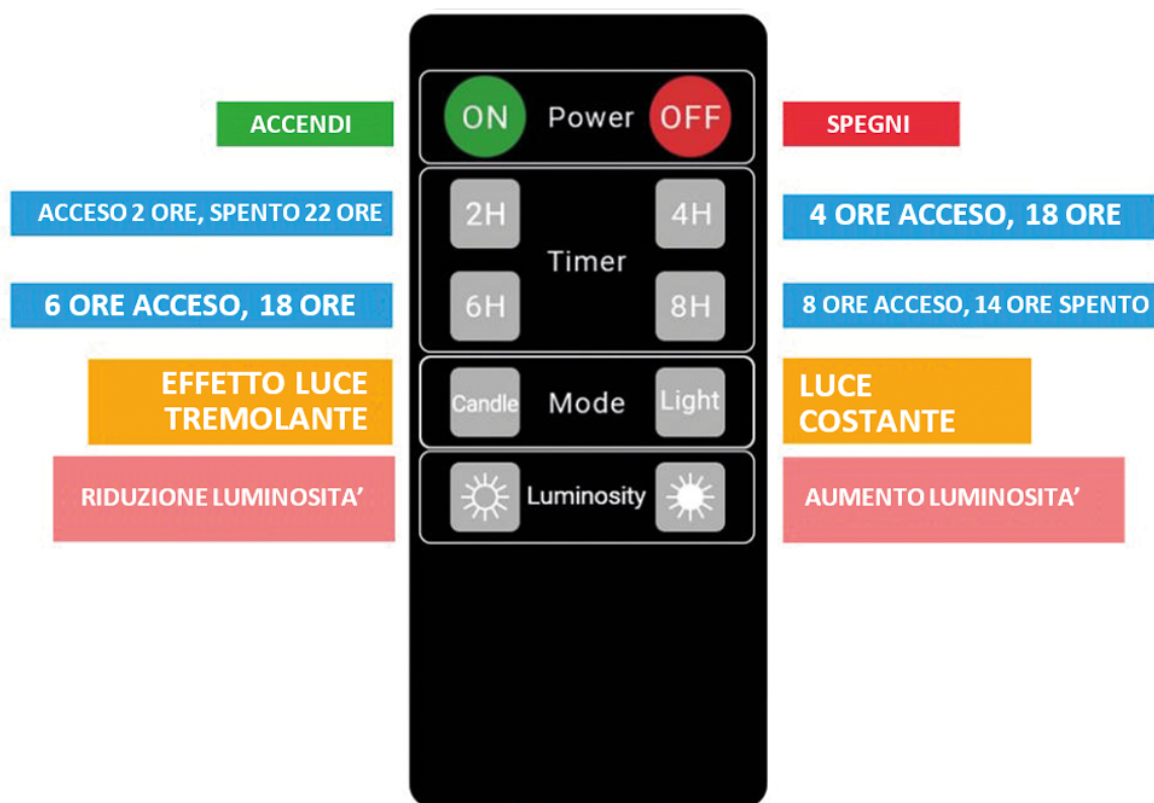 ACCENDI
ON Power OFF
SPEGNI
ACCESO 2 ORE, SPENTO 22 ORE
2H
4H
4 ORE ACCESO, 18 ORE
Timer
6 ORE ACCESO, 18 ORE
6H
8H
8 ORE ACCESO, 14 ORE SPENTO
EFFETTO LUCE
TREMOLANTE
Candle Mode Light
LUCE
COSTANTE
RIDUZIONE LUMINOSITA’
Luminosity
AUMENTO LUMINOSITA’